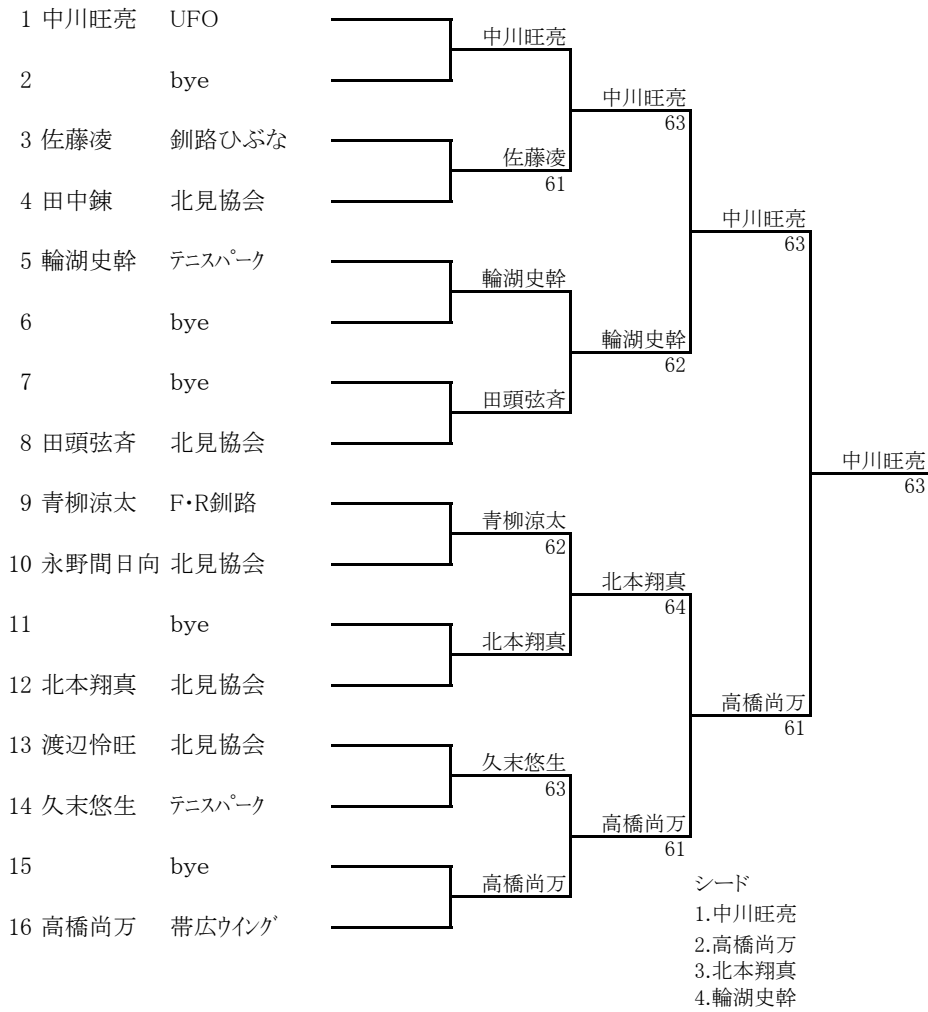 1 中川旺亮 UFO
2 bye
3 佐藤凌 釧路ひぶな
4 田中錬 北見協会
5 輪湖史幹 テニスパーク
6 bye
7 bye
8 田頭弦斉 北見協会
9 青柳涼太 F・R釧路
10 永野間日向 北見協会
11 bye
12 北本翔真 北見協会
13 渡辺怜旺 北見協会
14 久末悠生 テニスパーク
15 bye
16 高橋尚万 帯広ウイング
中川旺亮
佐藤凌
61
輪湖史幹
田頭弦斉
青柳涼太
62
北本翔真
久末悠生
63
高橋尚万
中川旺亮
63
輪湖史幹
62
北本翔真
64
高橋尚万
61
中川旺亮
63
高橋尚万
61
中川旺亮
63
シード
1.中川旺亮
2.高橋尚万
3.北本翔真
4.輪湖史幹